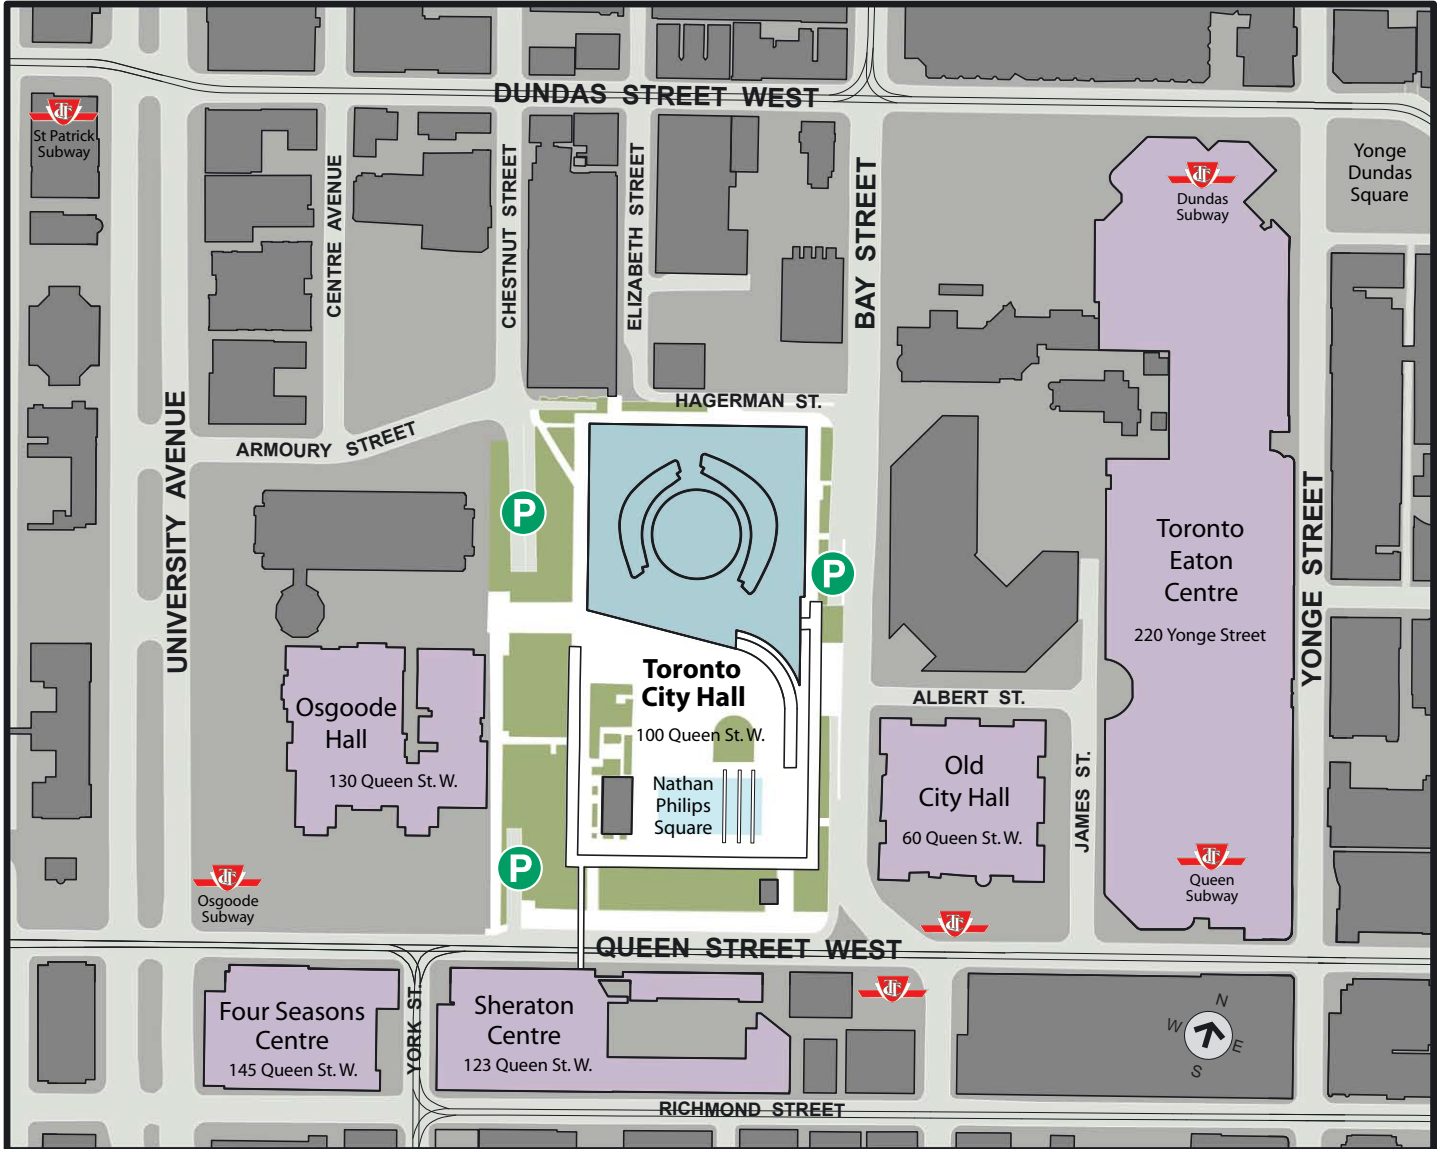 DUNDAS STREET WEST
St Patrick
Subway
CENTRE AVENUE
CHESTNUT STREET
ELIZABETH STREET
BAY STREET
Dundas
Subway
Yonge
Dundas
Square
HAGERMAN ST.
UNIVERSITY AVENUE
ARMOURY STREET
P
P
Toronto
Eaton
Centre
220 Yonge Street
YONGE STREET
Toronto
City Hall
100 Queen St. W.
Osgoode
Hall
130 Queen St. W.
ALBERT ST.
Nathan
Philips
Square
Old
City Hall
60 Queen St. W.
JAMES ST.
P
Osgoode
Subway
Queen
Subway
QUEEN STREET WEST
Four Seasons
Centre
145 Queen St. W.
YORK ST.
Sheraton
Centre
123 Queen St. W.
N
W
E
S
RICHMOND STREET